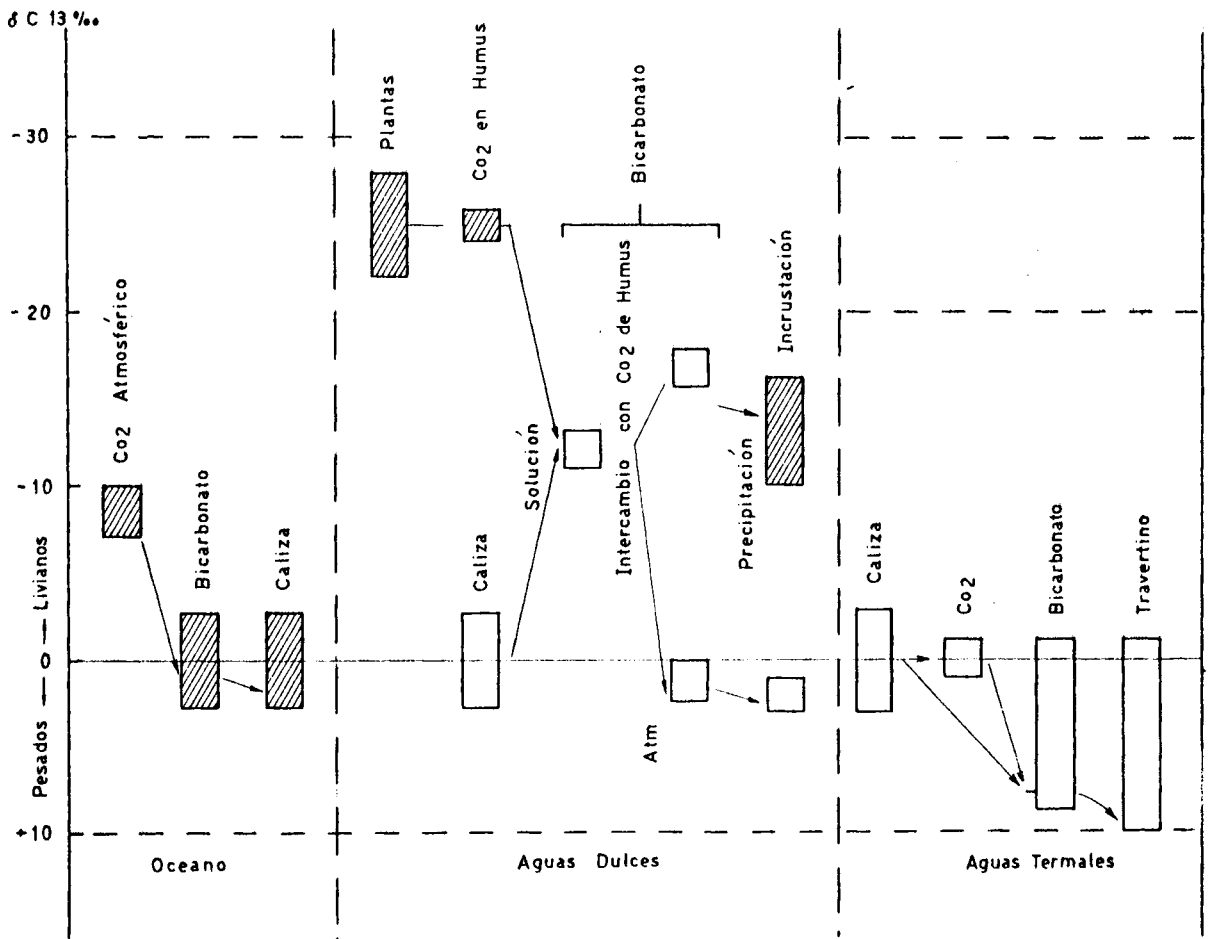 δ C 13 ‰
-30
-20
-10
0
+10
Pesados — Livianos
Co2 Atmosférico
Bicarbonato
Caliza
Oceano
Plantas
Co2 en Humus
Bicarbonato
Caliza
Solución
Intercambio con Co2 de Humus
Atm
Precipitación
Incrustación
Aguas Dulces
Caliza
Co2
Bicarbonato
Travertino
Aguas Termales